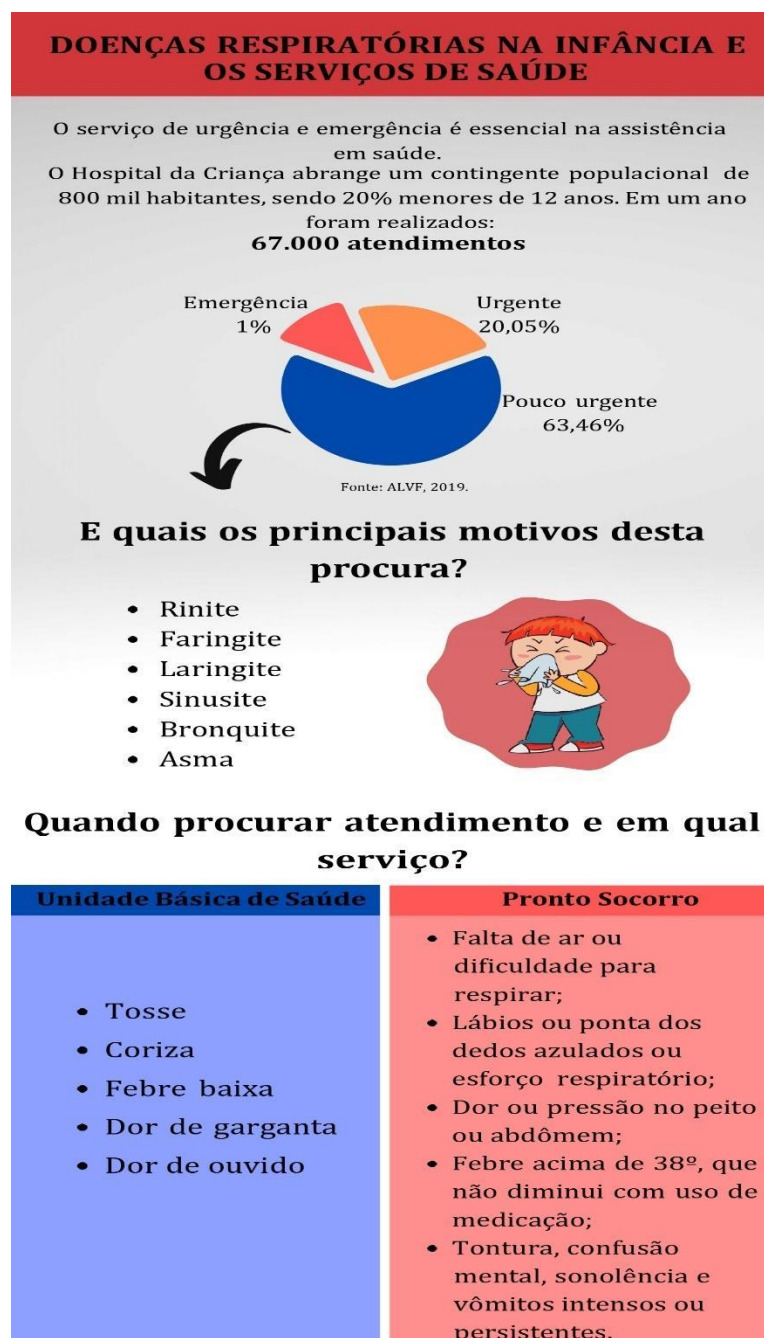 DOENÇAS RESPIRATÓRIAS NA INFÂNCIA E
OS SERVIÇOS DE SAÚDE
O serviço de urgência e emergência é essencial na assistência
em saúde.
O Hospital da Criança abrange um contingente populacional de
800 mil habitantes, sendo 20% menores de 12 anos. Em um ano
foram realizados:
67.000 atendimentos
Emergência
1%
Urgente
20,05%
Pouco urgente
63,46%
Fonte: ALVF, 2019.
E quais os principais motivos desta
procura?
• Rinite
• Faringite
• Laringite
• Sinusite
• Bronquite
• Asma
Quando procurar atendimento e em qual
serviço?
Unidade Básica de Saúde
• Tosse
• Coriza
• Febre baixa
• Dor de garganta
• Dor de ouvido
Pronto Socorro
• Falta de ar ou
dificuldade para
respirar;
• Lábios ou ponta dos
dedos azulados ou
esforço respiratório;
• Dor ou pressão no peito
ou abdômem;
• Febre acima de 38º, que
não diminui com uso de
medicação;
• Tontura, confusão
mental, sonolência e
vômitos intensos ou
persistentes.